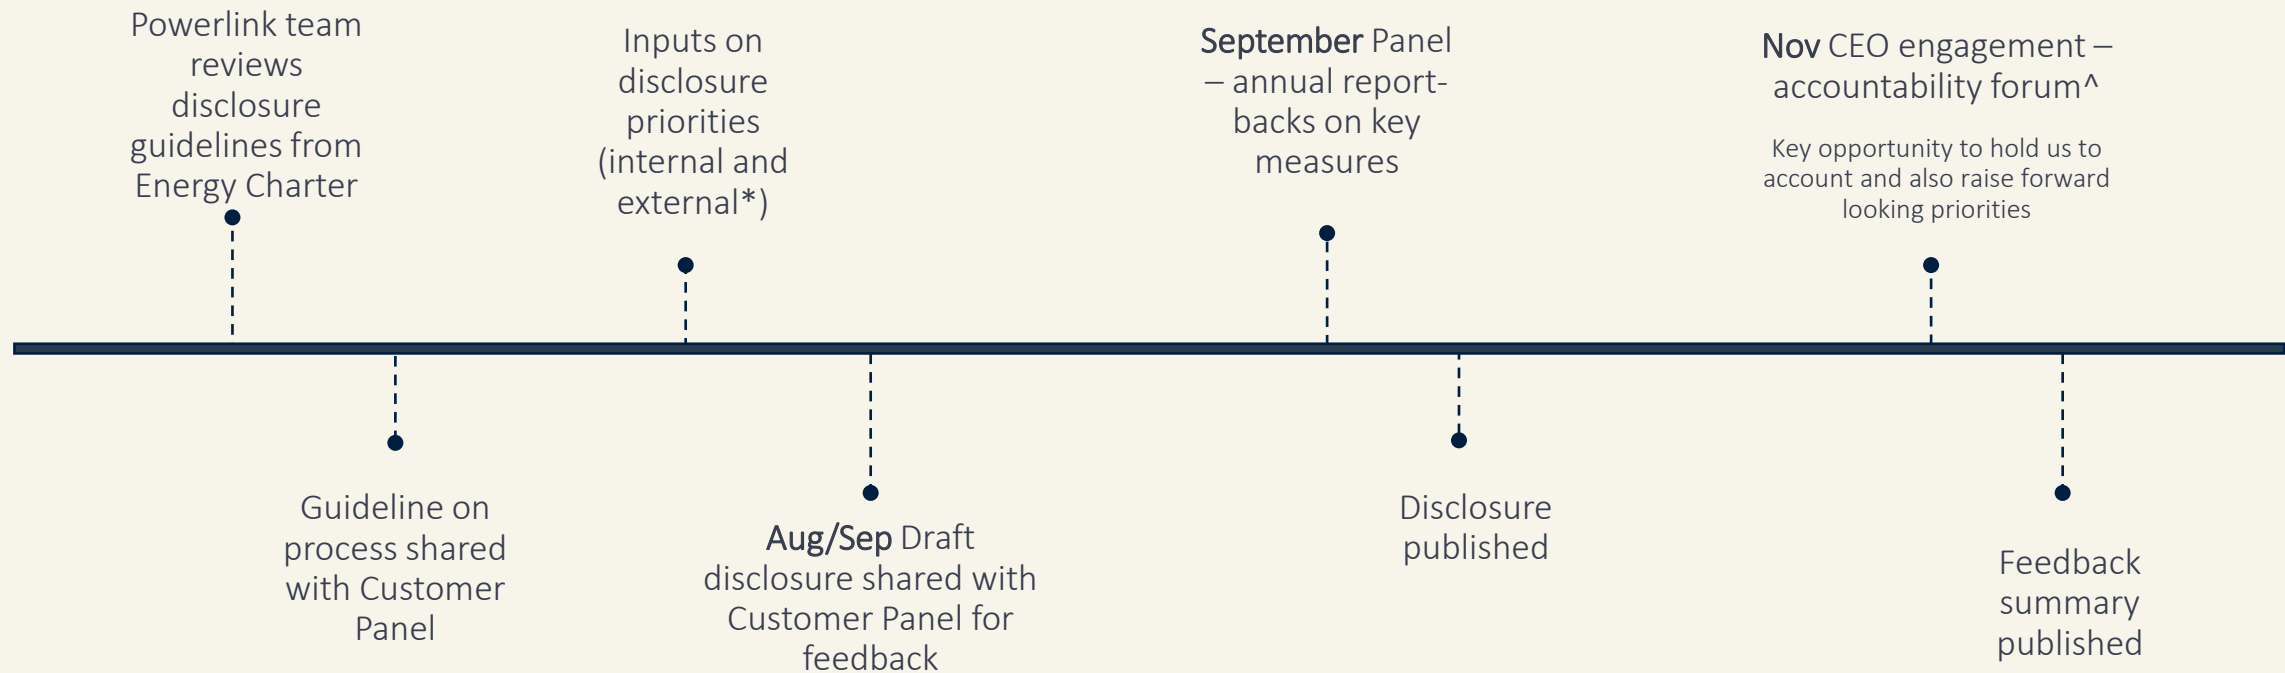 Powerlink team
reviews
disclosure
guidelines from
Energy Charter
Inputs on
disclosure
priorities
(internal and
external*)
September Panel
– annual report-
backs on key
measures
Nov CEO engagement –
accountability forum^
Key opportunity to hold us to
account and also raise forward
looking priorities
Guideline on
process shared
with Customer
Panel
Aug/Sep Draft
disclosure shared with
Customer Panel for
feedback
Disclosure
published
Feedback
summary
published